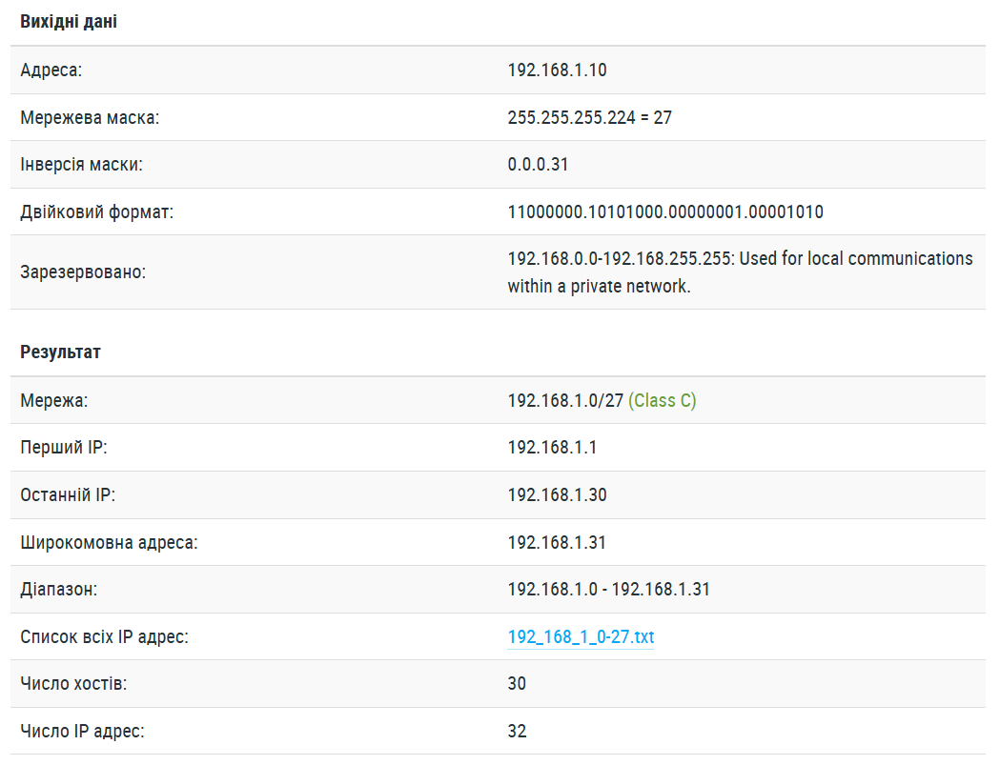 Вихідні дані
Адреса: 192.168.1.10
Мережева маска: 255.255.255.224 = 27
Інверсія маски: 0.0.0.31
Двійковий формат: 11000000.10101000.00000001.00001010
Зарезервовано: 192.168.0.0-192.168.255.255: Used for local communications
within a private network.
Результат
Мережа: 192.168.1.0/27 (Class C)
Перший IP: 192.168.1.1
Останній IP: 192.168.1.30
Широкомовна адреса: 192.168.1.31
Діапазон: 192.168.1.0 - 192.168.1.31
Список всіх IP адрес: 192_168_1_0-27.txt
Число хостів: 30
Число IP адрес: 32